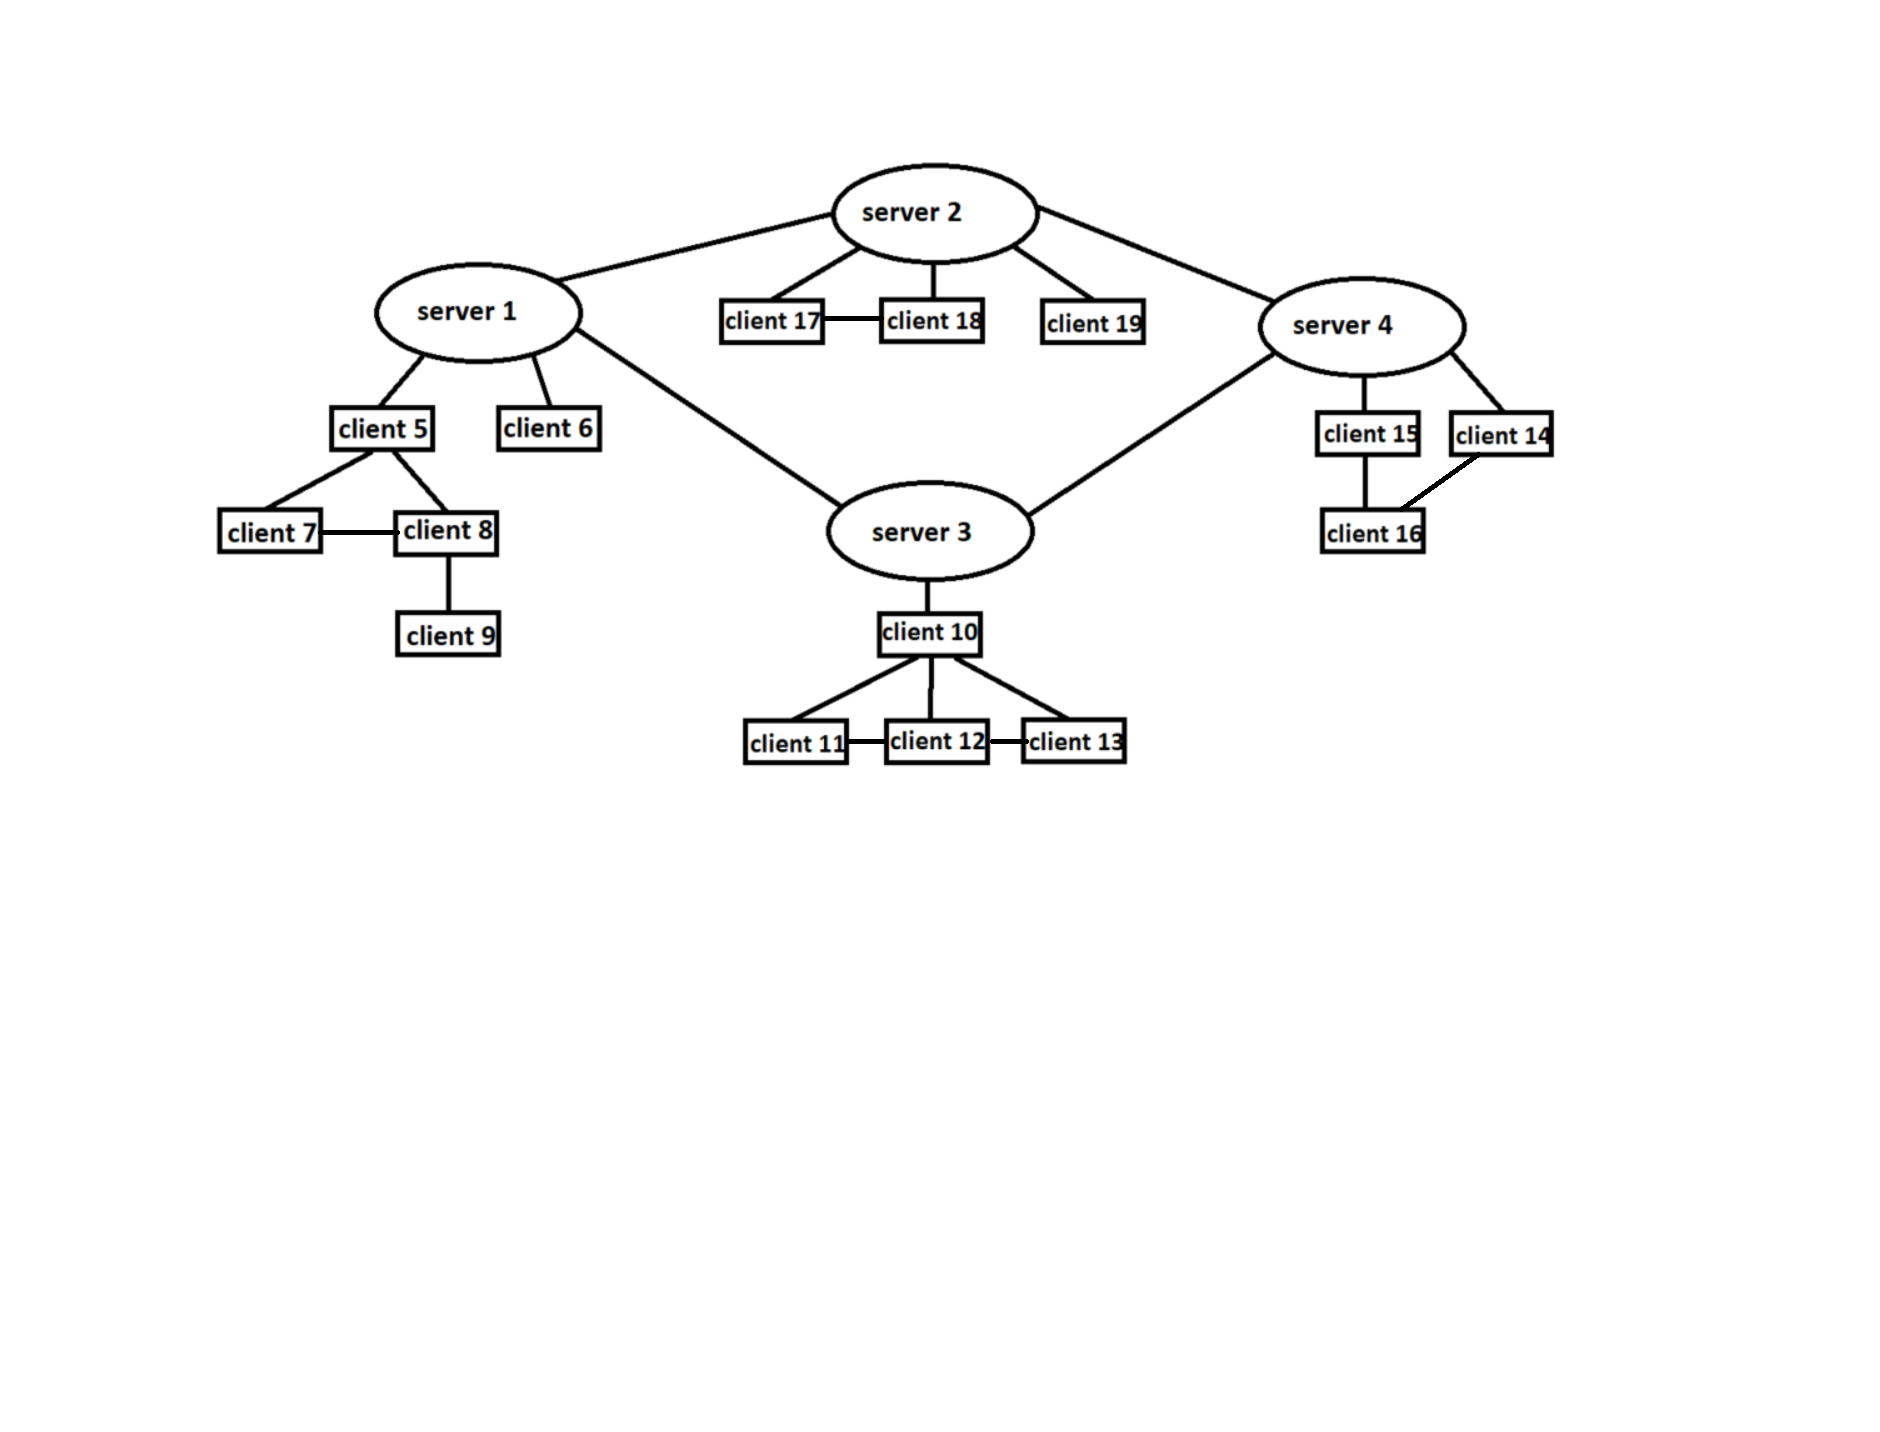 server 2
server 1
client 17
client 18
client 19
server 4
client 5
client 6
client 15
client 14
client 7
client 8
server 3
client 16
client 9
client 10
client 11
client 12
client 13